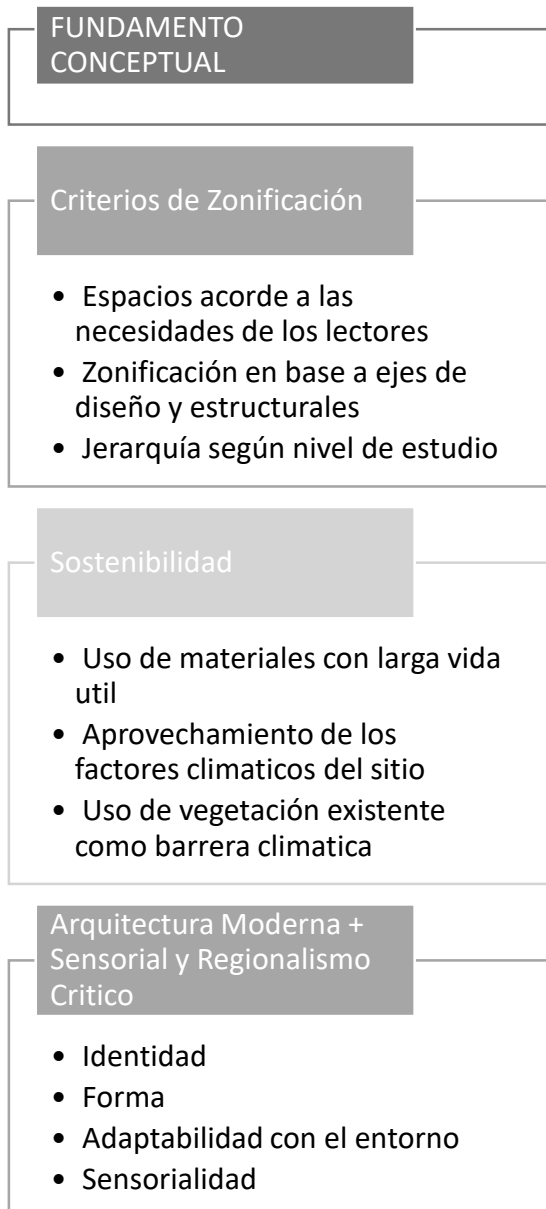 FUNDAMENTO
CONCEPTUAL
Criterios de Zonificación
• Espacios acorde a las
necesidades de los lectores
• Zonificación en base a ejes de
diseño y estructurales
• Jerarquía según nivel de estudio
Sostenibilidad
• Uso de materiales con larga vida
util
• Aprovechamiento de los
factores climaticos del sitio
• Uso de vegetación existente
como barrera climatica
Arquitectura Moderna +
Sensorial y Regionalismo
Critico
• Identidad
• Forma
• Adaptabilidad con el entorno
• Sensorialidad